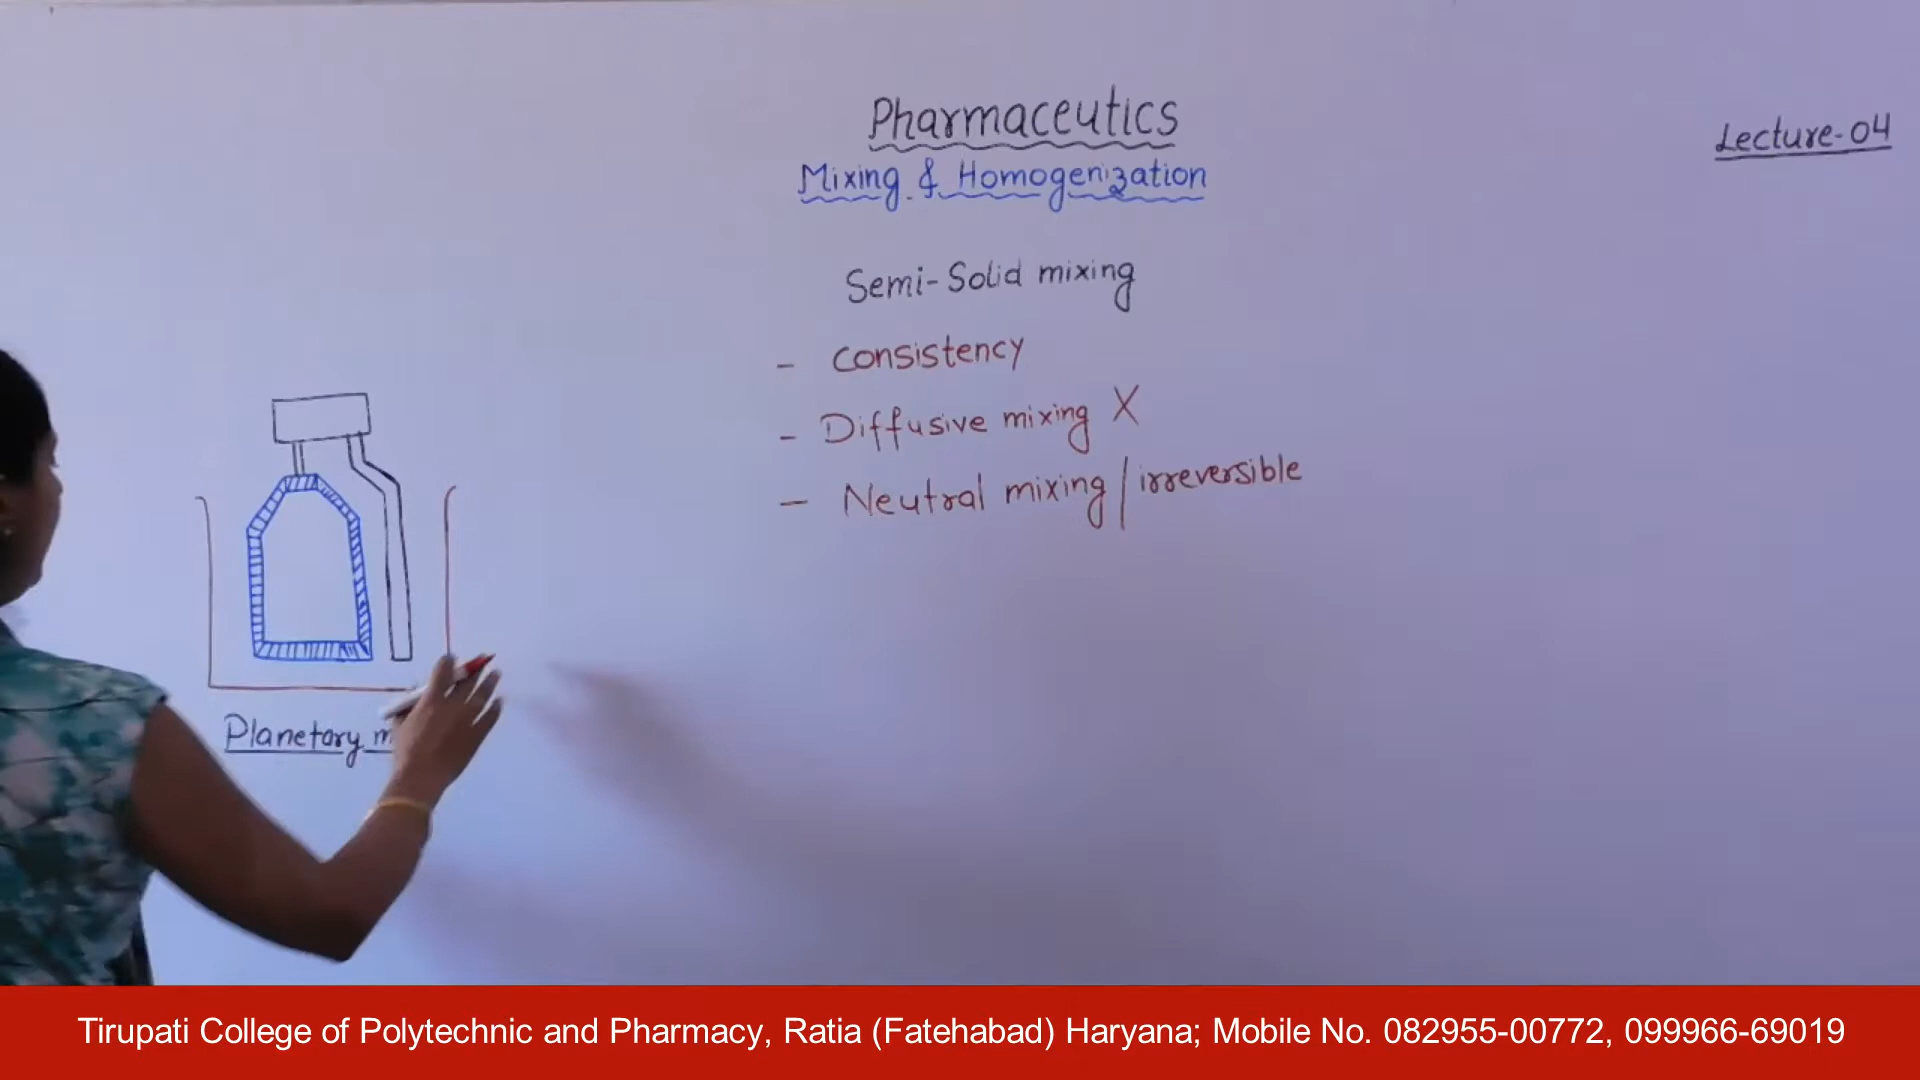 Pharmaceutics
Lecture-04
Mixing & Homogenization
Semi-Solid mixing
- Consistency
- Diffusive mixing X
- Neutral mixing/irreversible
Planetory
Tirupati College of Polytechnic and Pharmacy, Ratia (Fatehabad) Haryana; Mobile No. 082955-00772, 099966-69019